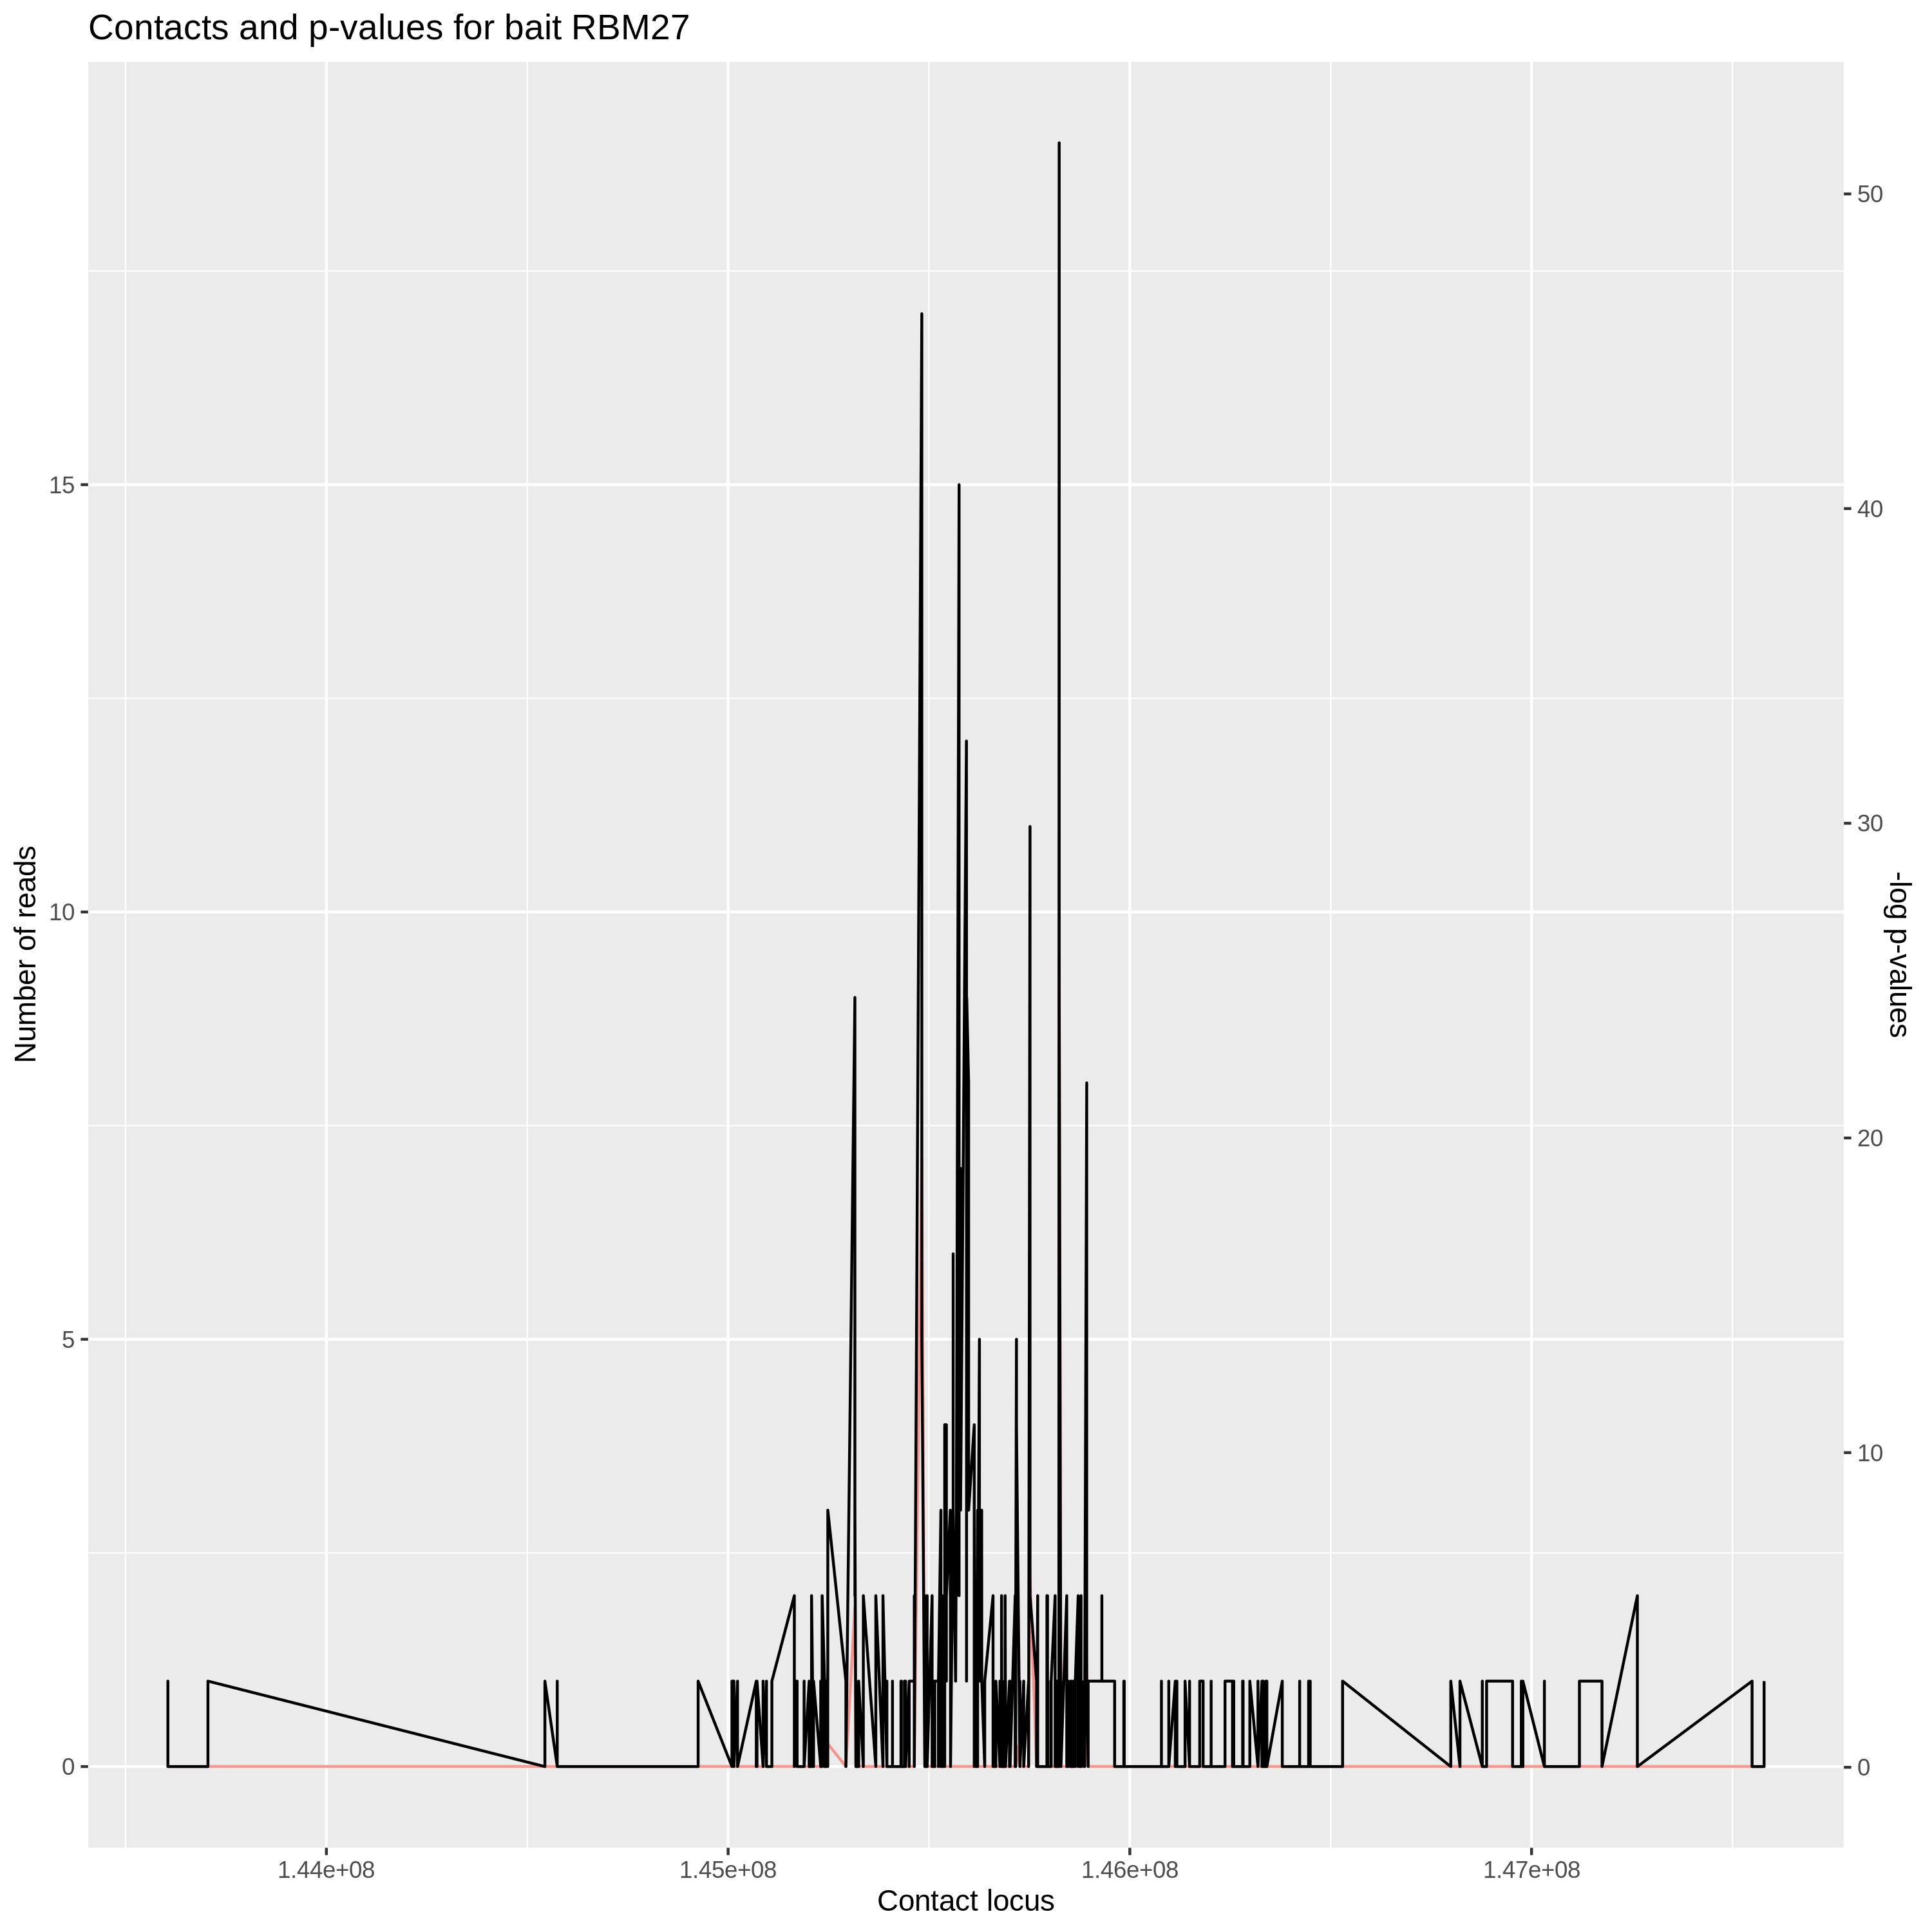 Contacts and p-values for bait RBM27
Number of reads
15
10
5
0
50
40
30
20
10
0
-log p-values
1.44e+08
1.45e+08
1.46e+08
1.47e+08
Contact locus